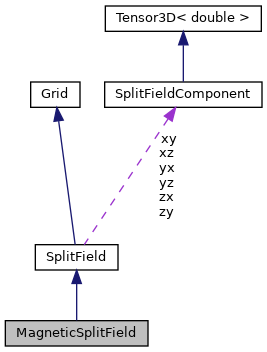 Tensor3D< double >
Grid
SplitFieldComponent
xy
xz
yx
yz
zx
zy
SplitField
MagneticSplitField